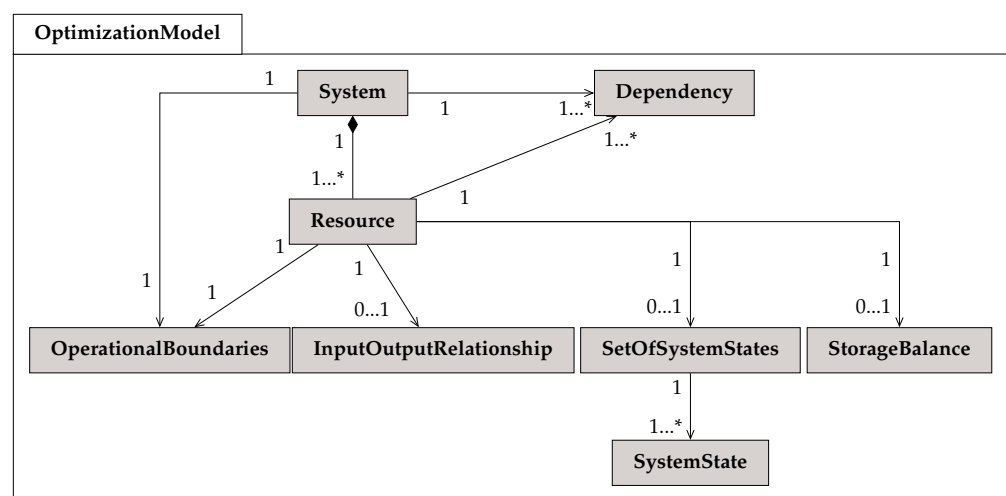 OptimizationModel
1
System
1
1...*
Dependency
1
1...*
1...*
1
Resource
1
1
1
1
0...1
1
0...1
1
0...1
1
OperationalBoundaries
InputOutputRelationship
SetOfSystemStates
StorageBalance
1
1...*
SystemState